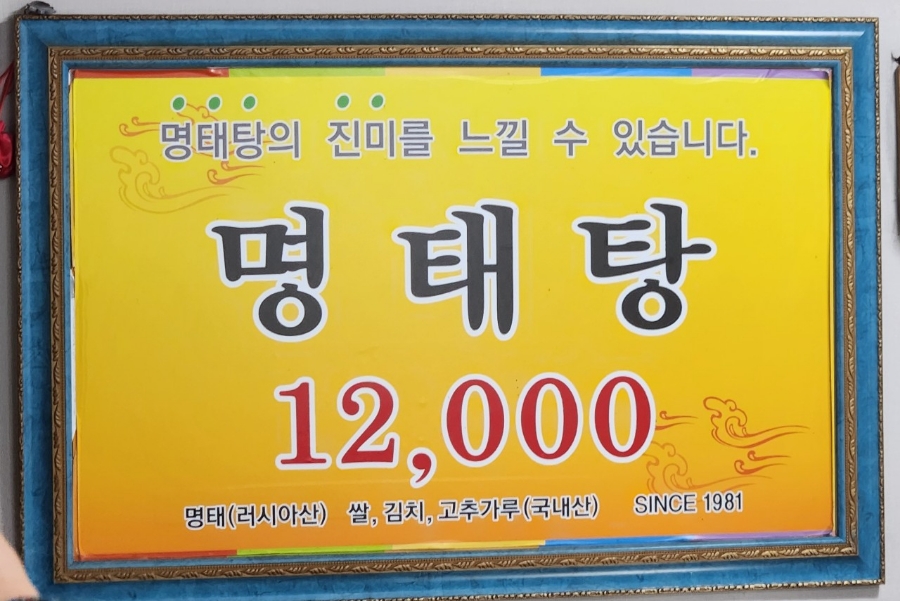 명태탕의 진미를 느낄 수 있습니다.
명태탕
12,000
명태(러시아산) 쌀, 김치, 고추가루(국내산) SINCE 1981